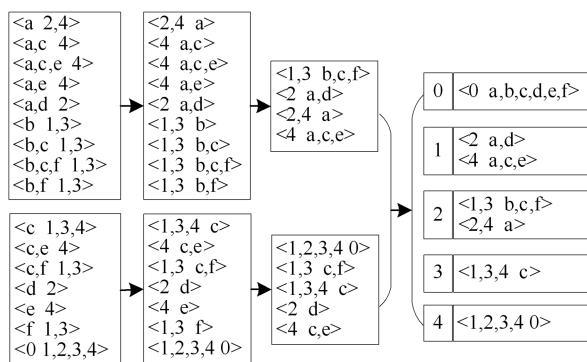 <a 2,4>
<a,c 4>
<a,c,e 4>
<a,e 4>
<a,d 2>
<b 1,3>
<b,c 1,3>
<b,c,f 1,3>
<b,f 1,3>
<2,4 a>
<4 a,c>
<4 a,c,e>
<4 a,e>
<2 a,d>
<1,3 b>
<1,3 b,c>
<1,3 b,c,f>
<1,3 b,f>
<1,3 b,c,f>
<2 a,d>
<2,4 a>
<4 a,c,e>
<c 1,3,4>
<c,e 4>
<c,f 1,3>
<d 2>
<e 4>
<f 1,3>
<0 1,2,3,4>
<1,3,4 c>
<4 c,e>
<1,3 c,f>
<2 d>
<4 e>
<1,3 f>
<1,2,3,4 0>
<1,2,3,4 0>
<1,3 c,f>
<1,3,4 c>
<2 d>
<4 c,e>
0 <0 a,b,c,d,e,f>
1 <2 a,d>
<4 a,c,e>
2 <1,3 b,c,f>
<2,4 a>
3 <1,3,4 c>
4 <1,2,3,4 0>